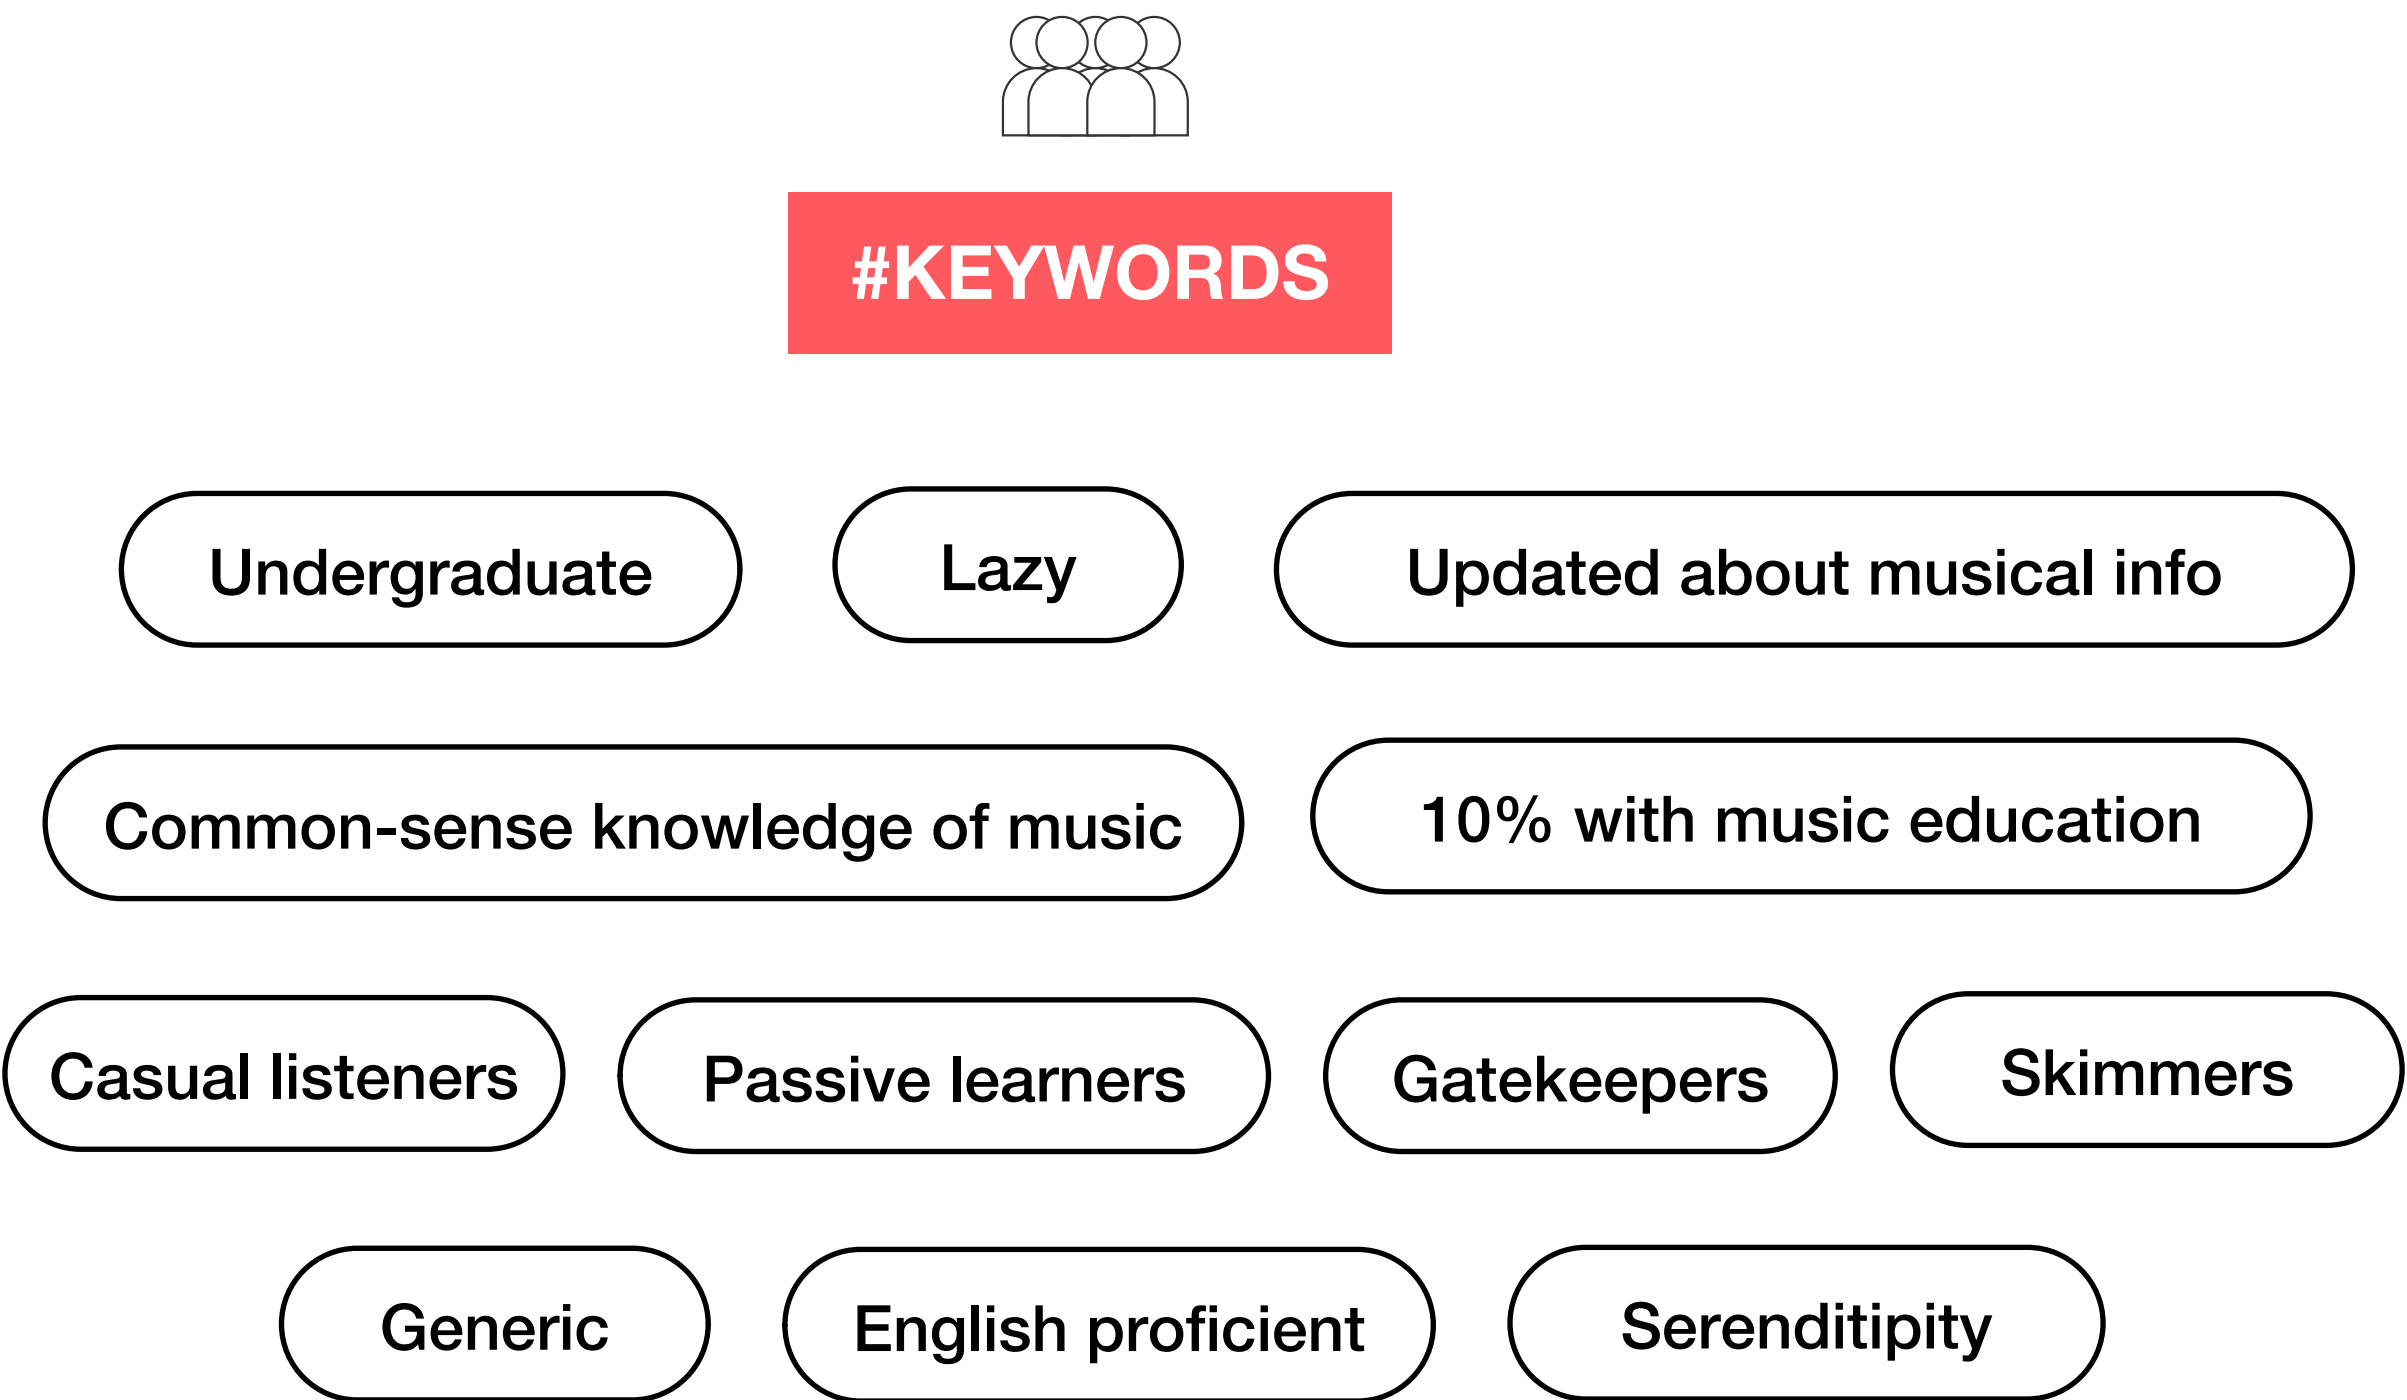 #KEYWORDS
Undergraduate
Lazy
Updated about musical info
Common-sense knowledge of music
10% with music education
Casual listeners
Passive learners
Gatekeepers
Skimmers
Generic
English proficient
Serenditipity